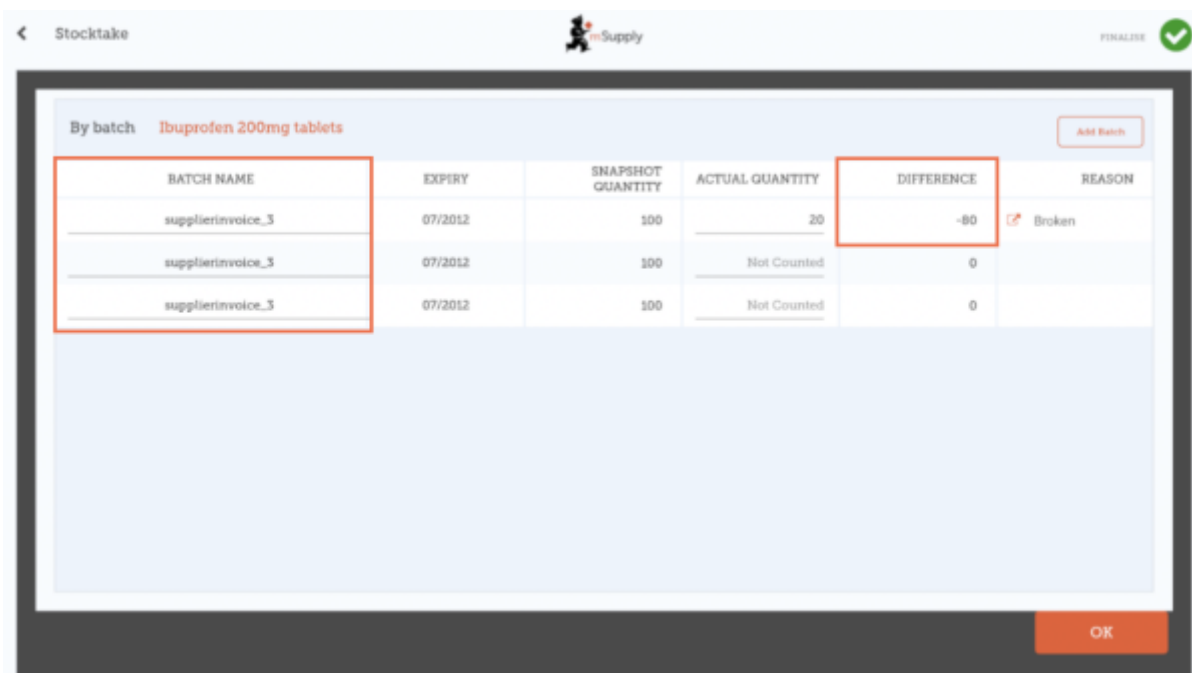 Stocktake mSupply FINALISE
By batch Ibuprofen 200mg tablets Add Batch
BATCH NAME EXPIRY SNAPSHOT QUANTITY ACTUAL QUANTITY DIFFERENCE REASON
supplierinvoice_3 07/2012 100 20 -80 Broken
supplierinvoice_3 07/2012 100 Not Counted 0
supplierinvoice_3 07/2012 100 Not Counted 0
OK